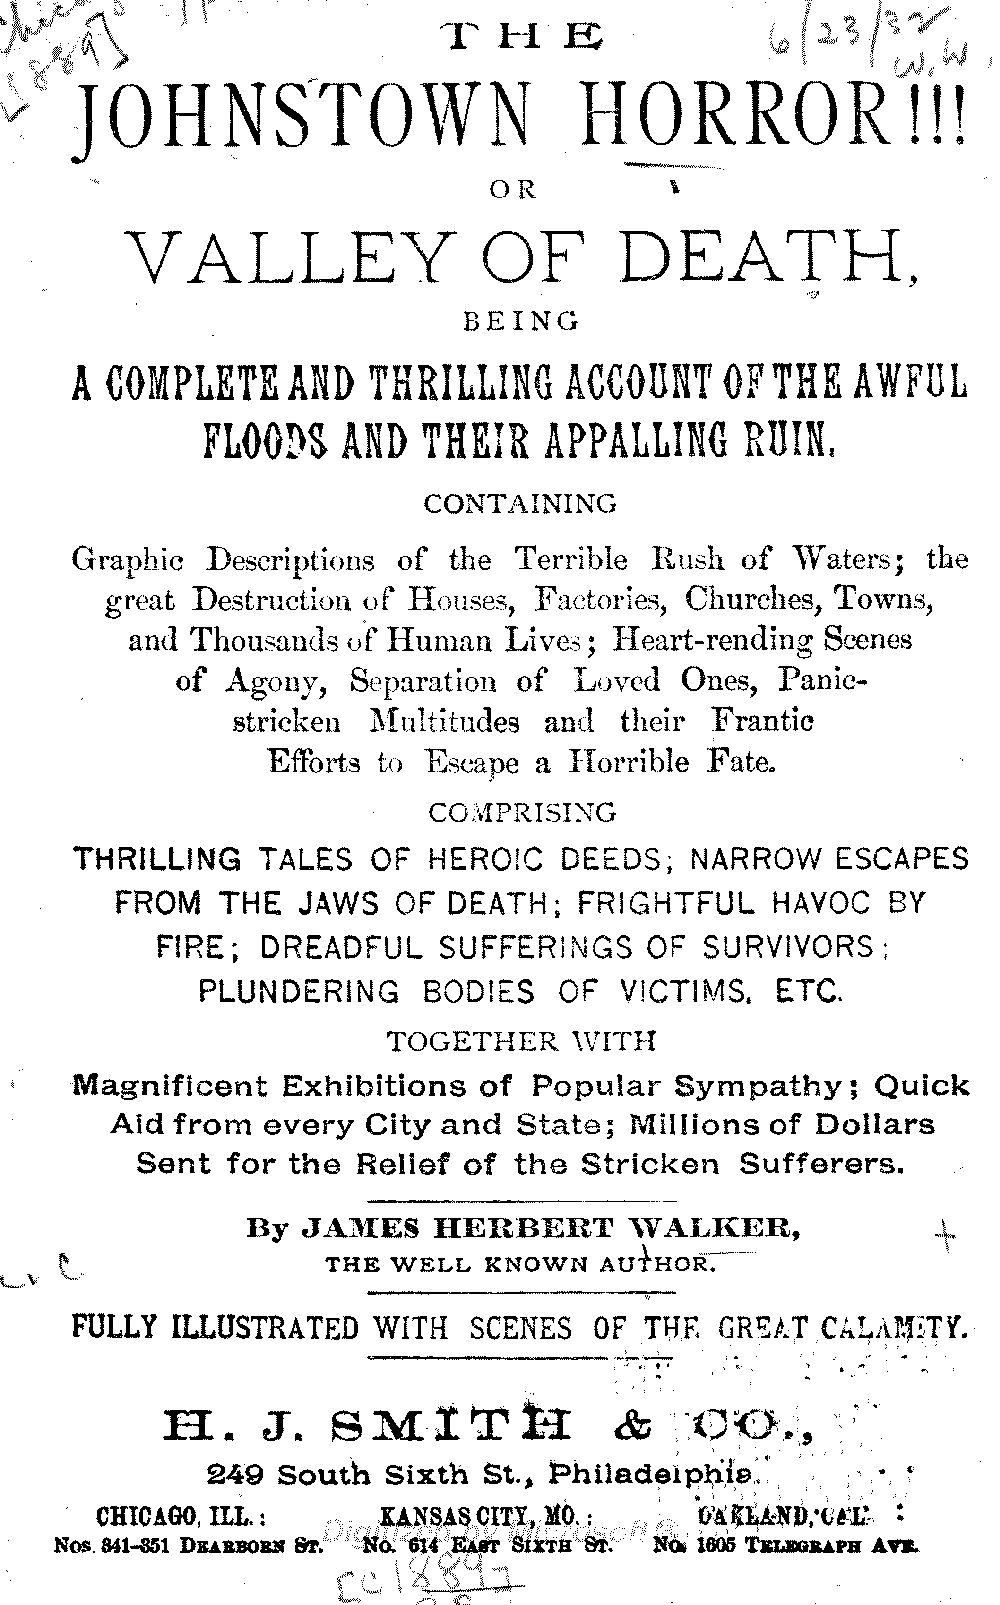 [1889]
6/23/32
W.W.
THE
JOHNSTOWN HORROR!!!
OR
VALLEY OF DEATH,
BEING
A COMPLETE AND THRILLING ACCOUNT OF THE AWFUL
FLOODS AND THEIR APPALLING RUIN.
CONTAINING
Graphic Descriptions of the Terrible Rush of Waters; the
great Destruction of Houses, Factories, Churches, Towns,
and Thousands of Human Lives; Heart-rending Scenes
of Agony, Separation of Loved Ones, Panic-
stricken Multitudes and their Frantic
Efforts to Escape a Horrible Fate.
COMPRISING
THRILLING TALES OF HEROIC DEEDS; NARROW ESCAPES
FROM THE JAWS OF DEATH; FRIGHTFUL HAVOC BY
FIRE; DREADFUL SUFFERINGS OF SURVIVORS;
PLUNDERING BODIES OF VICTIMS, ETC.
TOGETHER WITH
Magnificent Exhibitions of Popular Sympathy; Quick
Aid from every City and State; Millions of Dollars
Sent for the Relief of the Stricken Sufferers.
By JAMES HERBERT WALKER,
THE WELL KNOWN AUTHOR.
FULLY ILLUSTRATED WITH SCENES OF THE GREAT CALAMITY.
H. J. SMITH & CO.,
249 South Sixth St., Philadelphia.
CHICAGO, ILL.: KANSAS CITY, MO.: OAKLAND, CAL:
Nos. 341-351 DEARBORN ST. No. 614 EAST SIXTH ST. No. 1605 TELEGRAPH AVE.
[c1889]